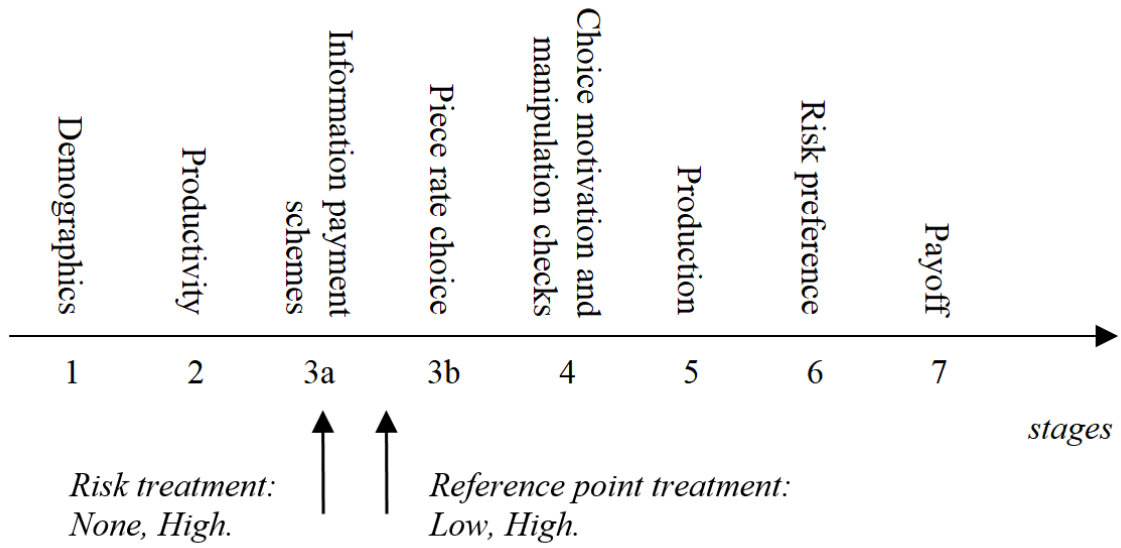 Demographics
Productivity
Information payment
schemes
Piece rate choice
Choice motivation and
manipulation checks
Production
Risk preference
Payoff
1
2
3a
3b
4
5
6
7
stages
Risk treatment:
None, High.
Reference point treatment:
Low, High.